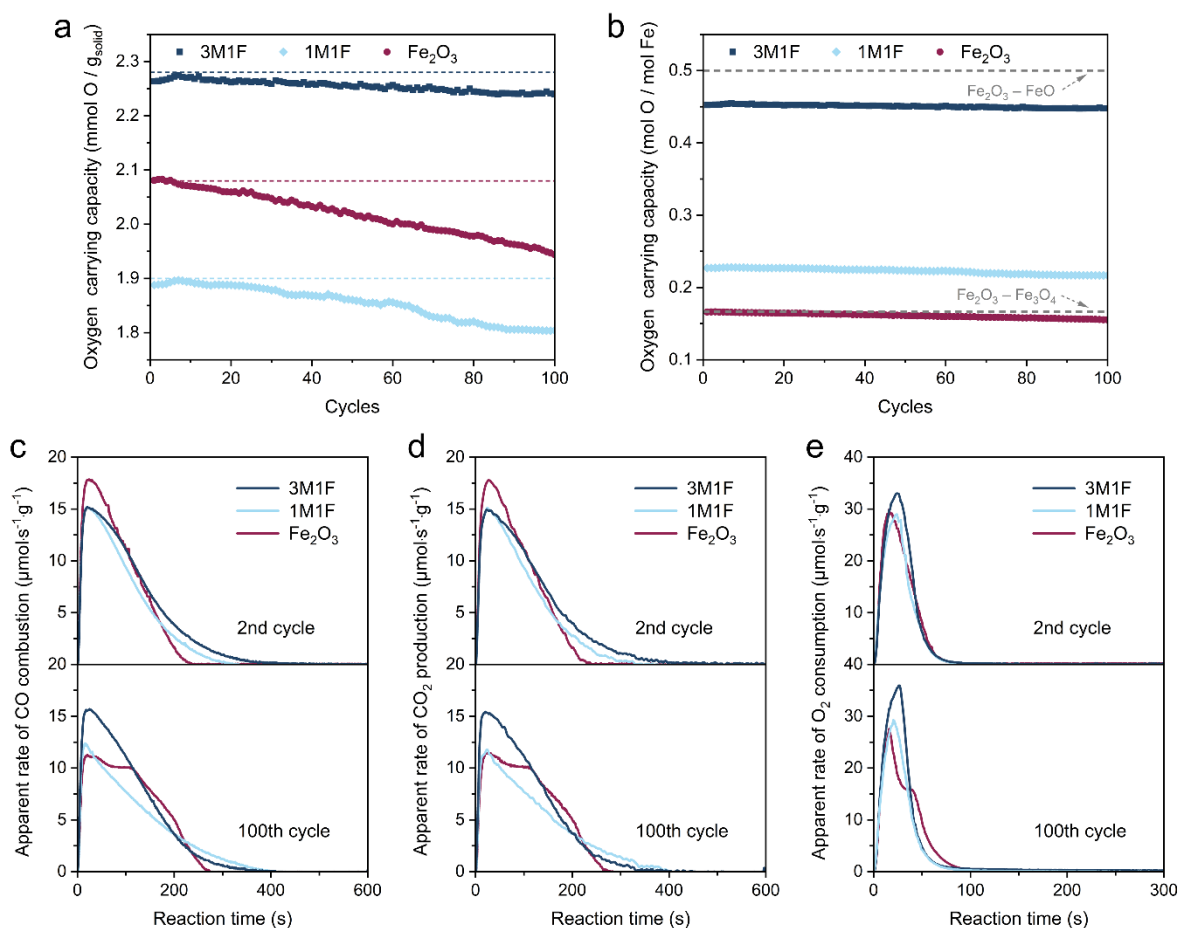 a
3M1F 1M1F Fe₂O₃
Oxygen carrying capacity (mmol O / g_solid)
2.3
2.2
2.1
2.0
1.9
1.8
0 20 40 60 80 100
Cycles
b
3M1F 1M1F Fe₂O₃
Oxygen carrying capacity (mol O / mol Fe)
0.5
0.4
0.3
0.2
0.1
Fe₂O₃ – FeO
Fe₂O₃ – Fe₃O₄
0 20 40 60 80 100
Cycles
c
Apparent rate of CO combustion (μmol·s⁻¹·g⁻¹)
20
15
10
5
20
15
10
5
0
3M1F
1M1F
Fe₂O₃
2nd cycle
100th cycle
0 200 400 600
Reaction time (s)
d
Apparent rate of CO₂ production (μmol·s⁻¹·g⁻¹)
20
15
10
5
20
15
10
5
0
3M1F
1M1F
Fe₂O₃
2nd cycle
100th cycle
0 200 400 600
Reaction time (s)
e
Apparent rate of O₂ consumption (μmol·s⁻¹·g⁻¹)
40
30
20
10
40
30
20
10
0
3M1F
1M1F
Fe₂O₃
2nd cycle
100th cycle
0 100 200 300
Reaction time (s)